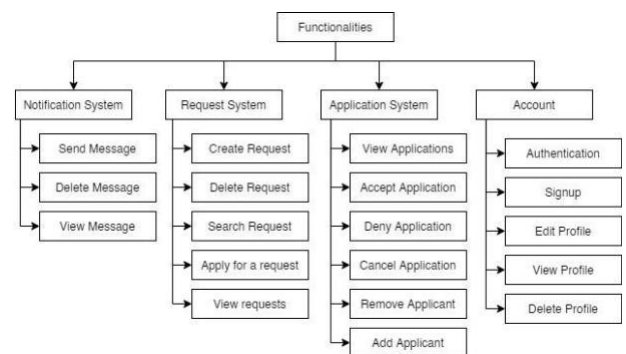 Functionalities
Notification System
Request System
Application System
Account
Send Message
Delete Message
View Message
Create Request
Delete Request
Search Request
Apply for a request
View requests
View Applications
Accept Application
Deny Application
Cancel Application
Remove Applicant
Add Applicant
Authentication
Signup
Edit Profile
View Profile
Delete Profile